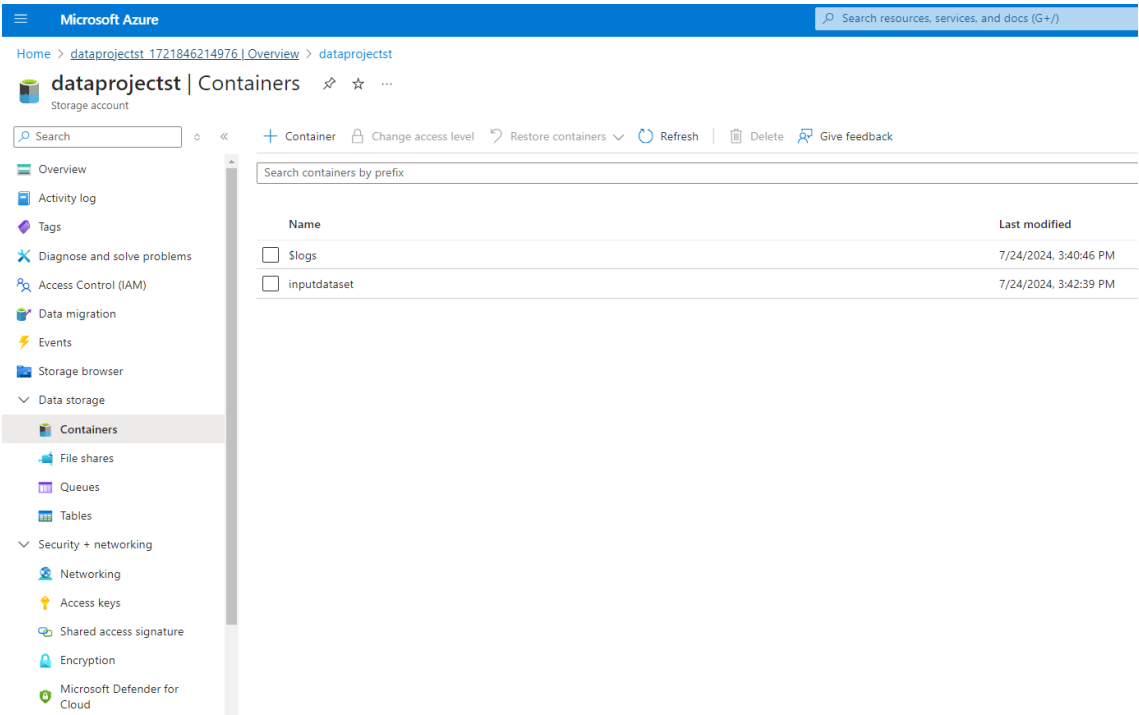 Microsoft Azure
Search resources, services, and docs (G+/)
Home > dataprojectst_1721846214976 | Overview > dataprojectst
dataprojectst | Containers
Storage account
Search
Container Change access level Restore containers Refresh Delete Give feedback
Search containers by prefix
Overview
Activity log
Tags
Diagnose and solve problems
Access Control (IAM)
Data migration
Events
Storage browser
Data storage
Containers
File shares
Queues
Tables
Security + networking
Networking
Access keys
Shared access signature
Encryption
Microsoft Defender for
Cloud
Name Last modified
$logs 7/24/2024, 3:40:46 PM
inputdataset 7/24/2024, 3:42:39 PM